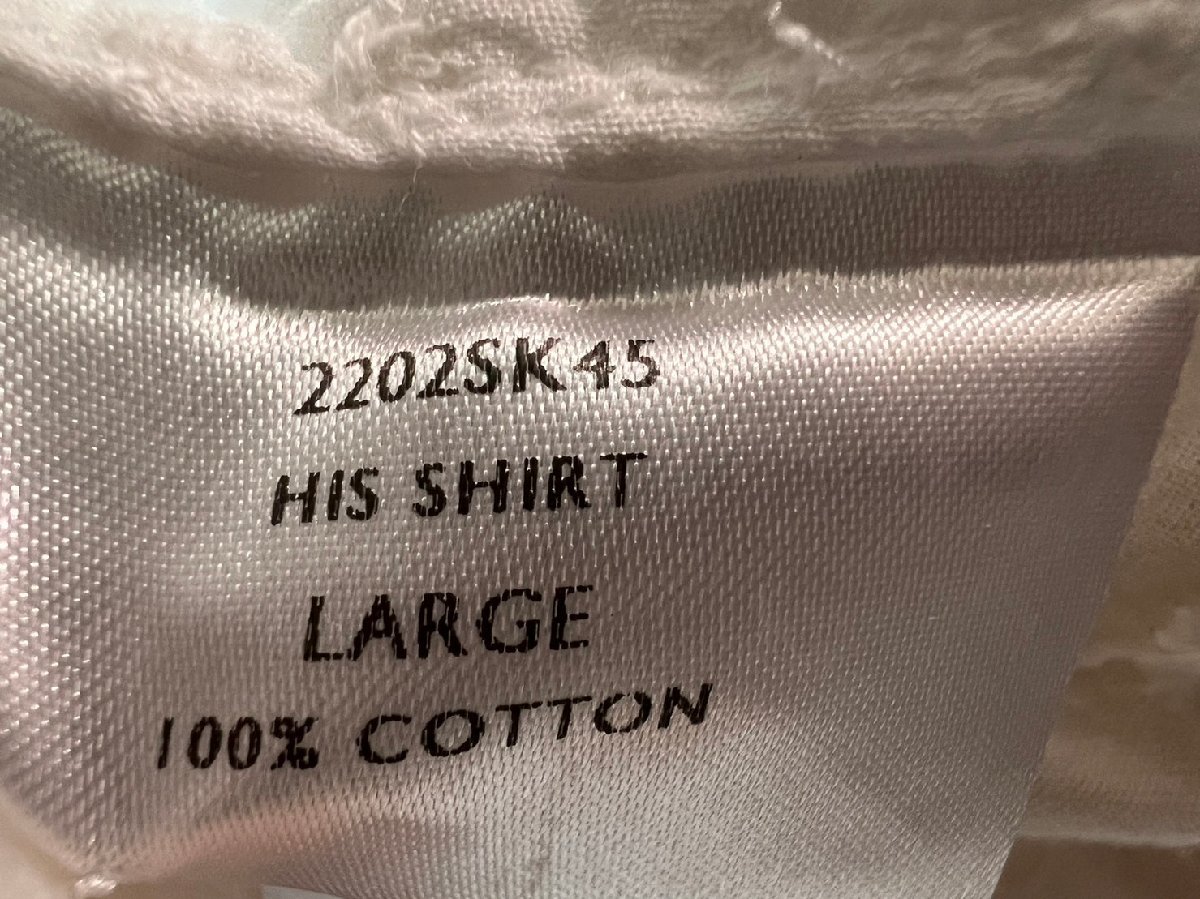 2202SK45
HIS SHIRT
LARGE
100% COTTON